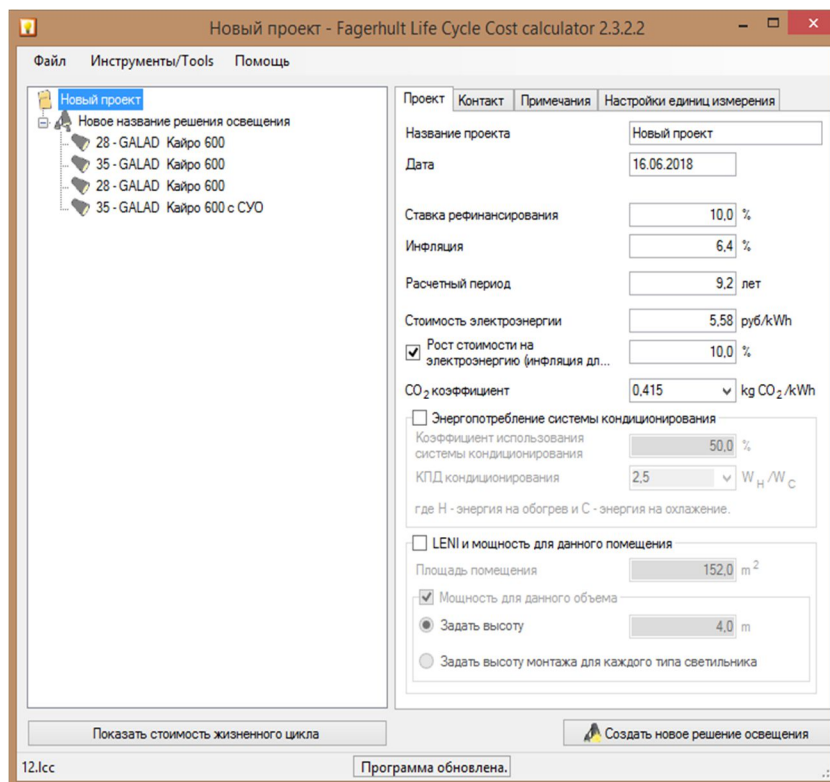 Новый проект - Fagerhult Life Cycle Cost calculator 2.3.2.2
Файл Инструменты/Tools Помощь
Новый проект
Новое название решения освещения
28 - GALAD Кайро 600
35 - GALAD Кайро 600
28 - GALAD Кайро 600
35 - GALAD Кайро 600 с СУО
Проект Контакт Примечания Настройки единиц измерения
Название проекта Новый проект
Дата 16.06.2018
Ставка рефинансирования 10,0 %
Инфляция 6,4 %
Расчетный период 9,2 лет
Стоимость электроэнергии 5,58 руб/kWh
Рост стоимости на
электроэнергию (инфляция дл... 10,0 %
CO2 коэффициент 0,415 kg CO2/kWh
Энергопотребление системы кондиционирования
Коэффициент использования
системы кондиционирования 50,0 %
КПД кондиционирования 2,5 WH/WC
где H - энергия на обогрев и C - энергия на охлажение.
LENI и мощность для данного помещения
Площадь помещения 152,0 m2
Мощность для данного объема
Задать высоту 4,0 m
Задать высоту монтажа для каждого типа светильника
Показать стоимость жизненного цикла
Создать новое решение освещения
12.lcc Программа обновлена.